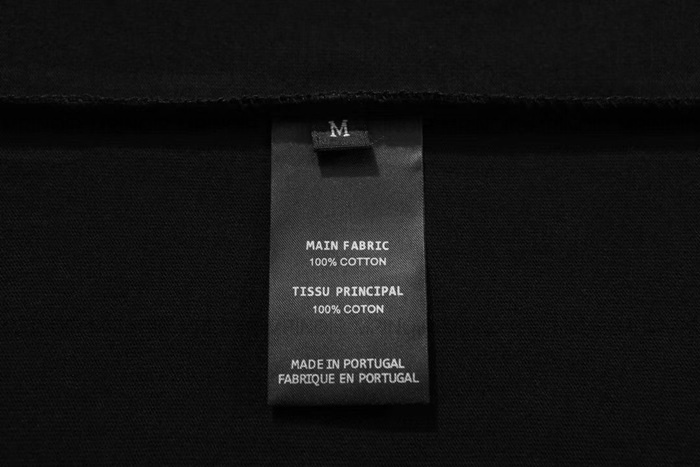 M
MAIN FABRIC
100% COTTON
TISSU PRINCIPAL
100% COTON
MADE IN PORTUGAL
FABRIQUE EN PORTUGAL